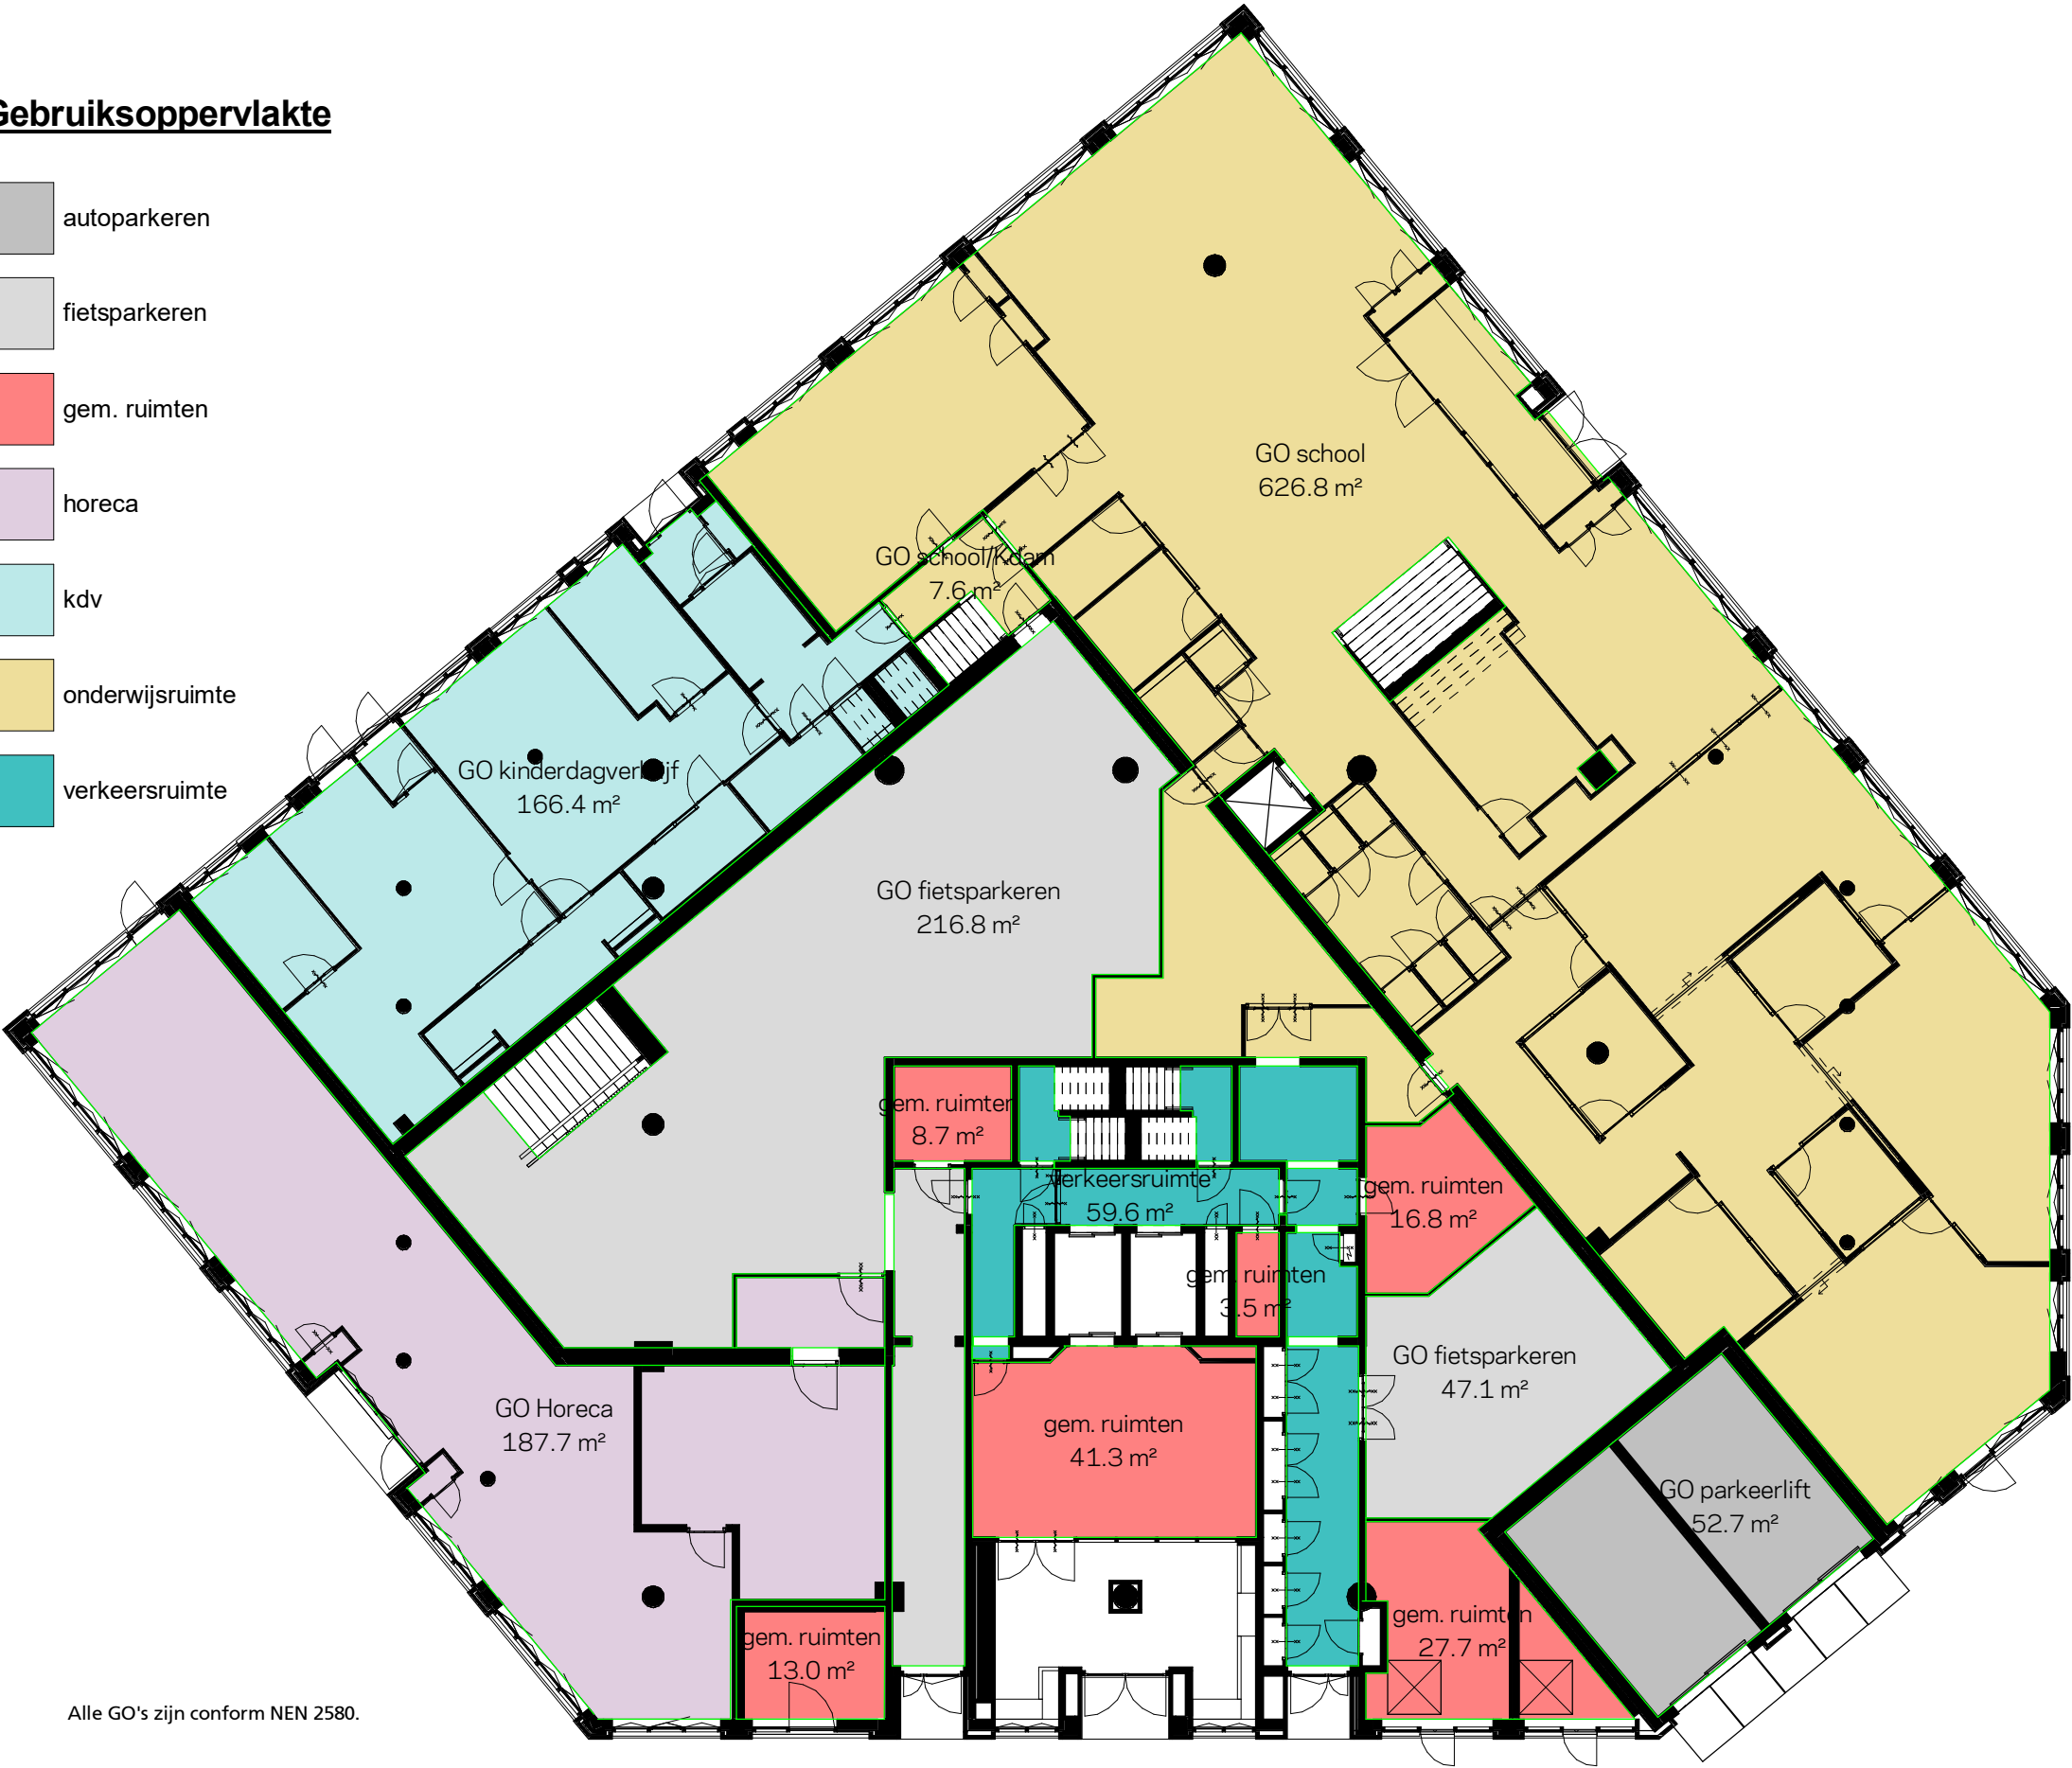 Gebruiksoppervlakte
autoparkeren
fietsparkeren
gem. ruimten
horeca
kdv
onderwijsruimte
verkeersruimte
GO school
626.8 m²
GO school/Kdam
7.6 m²
GO kinderdagverblijf
166.4 m²
GO fietsparkeren
216.8 m²
gem. ruimten
8.7 m²
verkeersruimte
59.6 m²
gem. ruimten
16.8 m²
gem. ruimten
3.5 m²
GO fietsparkeren
47.1 m²
GO Horeca
187.7 m²
gem. ruimten
41.3 m²
GO parkeerlift
52.7 m²
gem. ruimten
13.0 m²
gem. ruimten
27.7 m²
Alle GO's zijn conform NEN 2580.